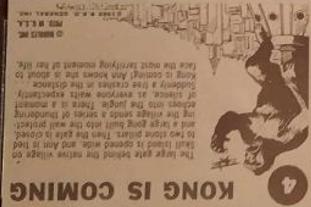 4
KONG IS COMING
The large gate behind the native village on
Skull Island is opened wide, and Ann is tied
to two stone pillars. Then the gate is closed
and a large gong built into the wall protect-
ing the village sends a series of thundering
echoes into the jungle. There is a moment
of silence, as everyone waits expectantly.
Suddenly a tree crashes in the distance.
Kong is coming! Ann knows she is about to
face the most terrifying moment of her life.
GENERAL, INC.
PRTD. IN U.S.A.